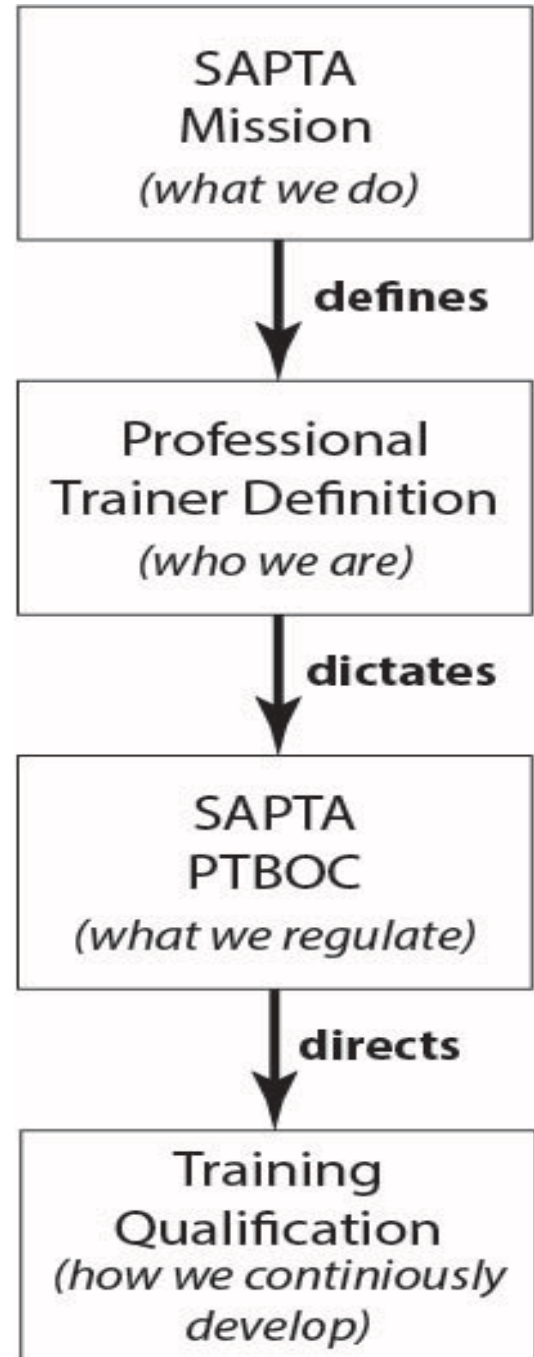 SAPTA
Mission
(what we do)
defines
Professional
Trainer Definition
(who we are)
dictates
SAPTA
PTBOC
(what we regulate)
directs
Training
Qualification
(how we continiously
develop)